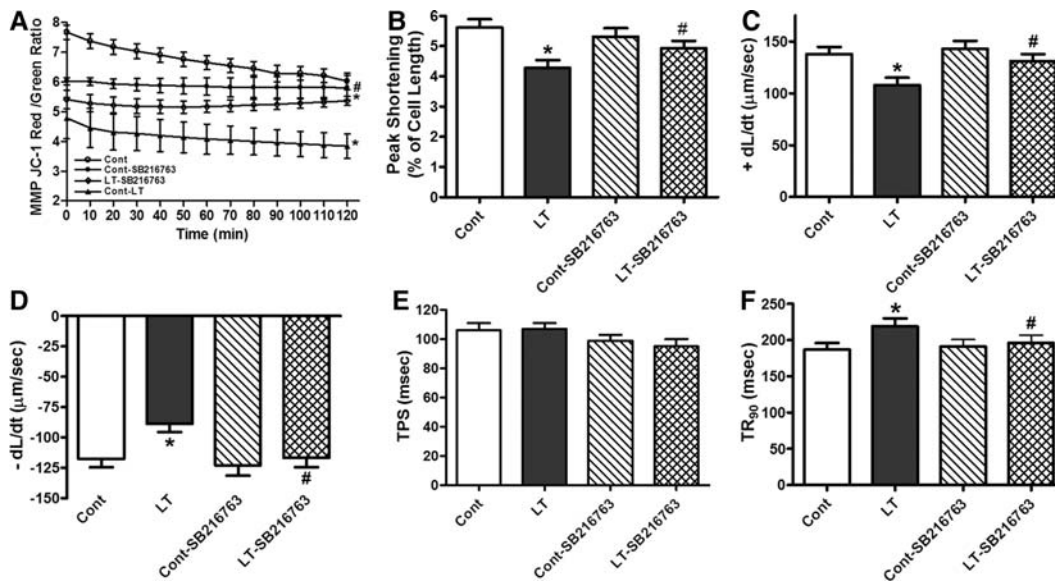 A
MMP JC-1 Red /Green Ratio
8
7
6
5
4
3
2
#
*
*
Cont
Cont-SB216763
LT-SB216763
Cont-LT
0 10 20 30 40 50 60 70 80 90 100 110 120
Time (min)
B
Peak Shortening
(% of Cell Length)
6
5
4
3
2
1
0
*
#
Cont
LT
Cont-SB216763
LT-SB216763
C
+ dL/dt (μm/sec)
150
100
50
0
*
#
Cont
LT
Cont-SB216763
LT-SB216763
D
- dL/dt (μm/sec)
0
-25
-50
-75
-100
-125
-150
*
#
Cont
LT
Cont-SB216763
LT-SB216763
E
TPS (msec)
120
100
80
60
40
20
0
Cont
LT
Cont-SB216763
LT-SB216763
F
TR90 (msec)
250
200
150
100
50
0
*
#
Cont
LT
Cont-SB216763
LT-SB216763